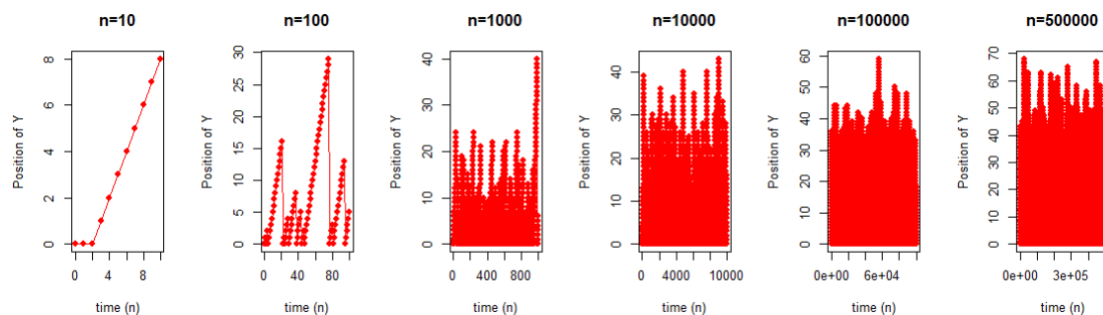 n=10
n=100
n=1000
n=10000
n=100000
n=500000
Position of Y
0 2 4 6 8
0 4 8
time (n)
Position of Y
0 5 10 15 20 25 30
0 40 80
time (n)
Position of Y
0 10 20 30 40
0 400 800
time (n)
Position of Y
0 10 20 30 40
0 4000 10000
time (n)
Position of Y
0 10 20 30 40 50 60
0e+00 6e+04
time (n)
Position of Y
0 10 20 30 40 50 60 70
0e+00 3e+05
time (n)